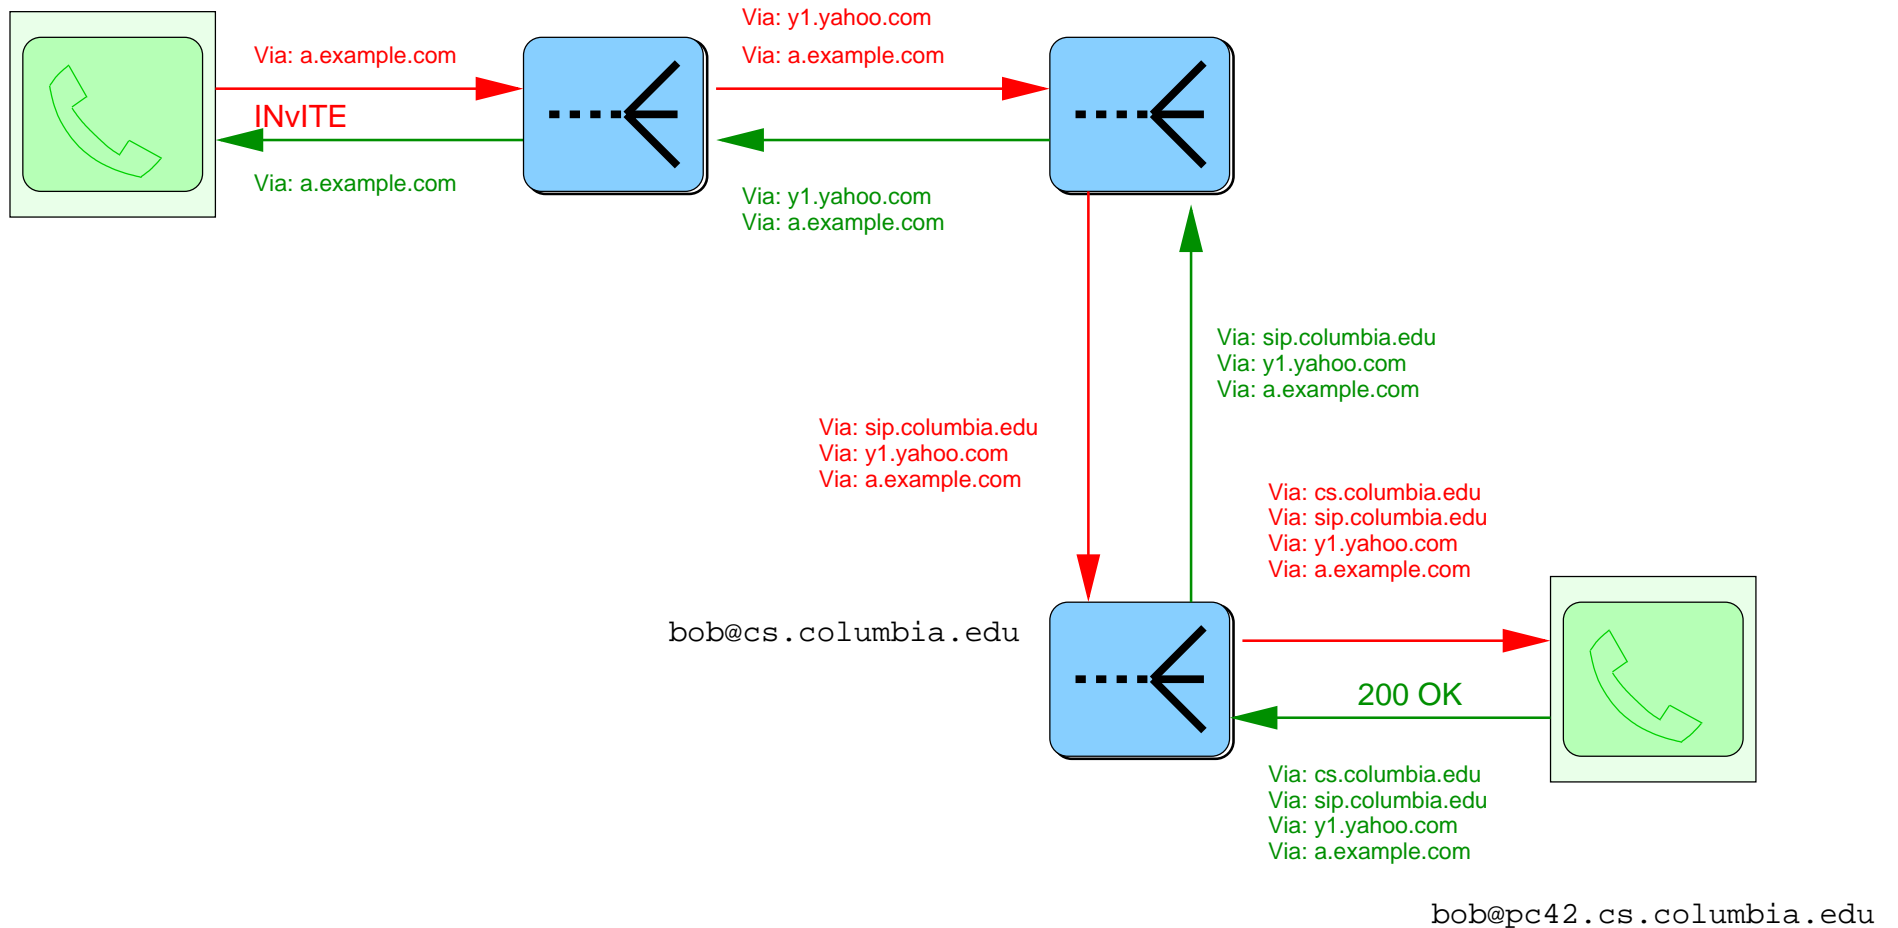 Via: y1.yahoo.com
Via: a.example.com
Via: a.example.com
INvITE
Via: a.example.com
Via: y1.yahoo.com
Via: a.example.com
Via: sip.columbia.edu
Via: y1.yahoo.com
Via: a.example.com
Via: sip.columbia.edu
Via: y1.yahoo.com
Via: a.example.com
Via: cs.columbia.edu
Via: sip.columbia.edu
Via: y1.yahoo.com
Via: a.example.com
bob@cs.columbia.edu
200 OK
Via: cs.columbia.edu
Via: sip.columbia.edu
Via: y1.yahoo.com
Via: a.example.com
bob@pc42.cs.columbia.edu